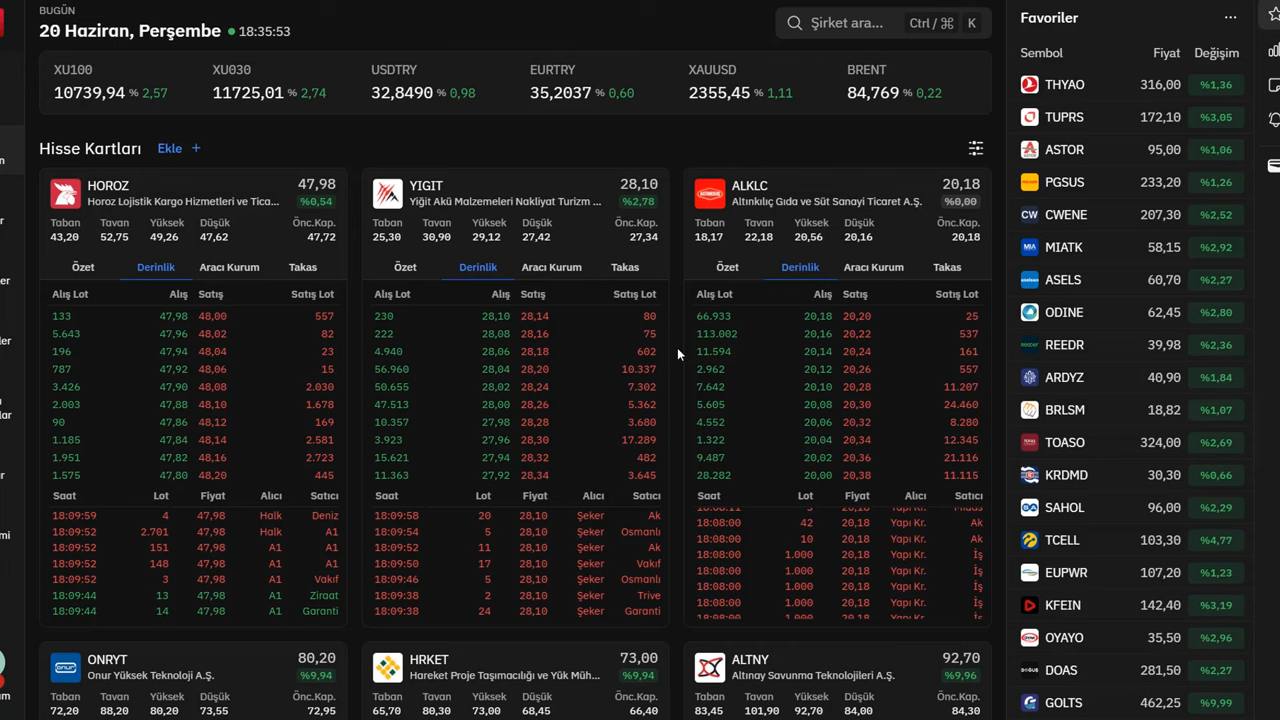 BUGÜN
20 Haziran, Perşembe 18:35:53
Şirket ara... Ctrl / ⌘ K
XU100 XU030 USDTRY EURTRY XAUUSD BRENT
10739,94 % 2,57 11725,01 % 2,74 32,8490 % 0,98 35,2037 % 0,60 2355,45 % 1,11 84,769 % 0,22
Hisse Kartları Ekle +
HOROZ 47,98
Horoz Lojistik Kargo Hizmetleri ve Tica... %0,54
Taban Tavan Yüksek Düşük Önc.Kap.
43,20 52,75 49,26 47,62 47,72
Özet Derinlik Aracı Kurum Takas
Alış Lot Alış Satış Satış Lot
133 47,98 48,00 557
5.643 47,96 48,02 82
196 47,94 48,04 23
787 47,92 48,06 15
3.426 47,90 48,08 2.030
2.003 47,88 48,10 1.678
90 47,86 48,12 169
1.185 47,84 48,14 2.581
1.951 47,82 48,16 2.723
1.575 47,80 48,20 445
Saat Lot Fiyat Alıcı Satıcı
18:09:59 4 47,98 Halk Deniz
18:09:52 2.701 47,98 Halk A1
18:09:52 151 47,98 A1 A1
18:09:52 148 47,98 A1 A1
18:09:52 3 47,98 A1 Vakıf
18:09:44 13 47,98 A1 Ziraat
18:09:44 14 47,98 A1 Garanti
YIGIT 28,10
Yiğit Akü Malzemeleri Nakliyat Turizm ... %2,78
Taban Tavan Yüksek Düşük Önc.Kap.
25,30 30,90 29,12 27,42 27,34
Özet Derinlik Aracı Kurum Takas
Alış Lot Alış Satış Satış Lot
230 28,10 28,14 80
222 28,08 28,16 75
4.940 28,06 28,18 602
56.960 28,04 28,20 10.337
50.655 28,02 28,24 7.302
47.513 28,00 28,26 5.362
10.357 27,98 28,28 3.680
3.923 27,96 28,30 17.289
15.621 27,94 28,32 482
11.363 27,92 28,34 3.645
Saat Lot Fiyat Alıcı Satıcı
18:09:58 20 28,10 Şeker Ak
18:09:54 5 28,10 Şeker Osmanlı
18:09:52 11 28,10 Şeker Ak
18:09:50 17 28,10 Şeker Vakıf
18:09:46 5 28,10 Şeker Osmanlı
18:09:38 2 28,10 Şeker Trive
18:09:38 24 28,10 Şeker Garanti
ALKLC 20,18
Altınkılıç Gıda ve Süt Sanayi Ticaret A.Ş. %0,00
Taban Tavan Yüksek Düşük Önc.Kap.
18,17 22,18 20,56 20,16 20,18
Özet Derinlik Aracı Kurum Takas
Alış Lot Alış Satış Satış Lot
66.933 20,18 20,20 25
113.002 20,16 20,22 537
11.594 20,14 20,24 161
2.962 20,12 20,26 557
7.642 20,10 20,28 11.207
5.605 20,08 20,30 24.460
4.552 20,06 20,32 8.280
1.322 20,04 20,34 12.345
9.487 20,02 20,36 21.116
28.282 20,00 20,38 11.115
Saat Lot Fiyat Alıcı Satıcı
18:08:00 42 20,18 Yapı Kr. Ak
18:08:00 10 20,18 Yapı Kr. Ak
18:08:00 1.000 20,18 Yapı Kr. İş
18:08:00 1.000 20,18 Yapı Kr. İş
18:08:00 1.000 20,18 Yapı Kr. İş
18:08:00 1.000 20,18 Yapı Kr. İş
18:08:00 1.000 20,18 Yapı Kr. İş
ONRYT 80,20
Onur Yüksek Teknoloji A.Ş. %9,94
Taban Tavan Yüksek Düşük Önc.Kap.
72,20 88,20 80,20 73,55 72,95
HRKET 73,00
Hareket Proje Taşımacılığı ve Yük Müh... %9,94
Taban Tavan Yüksek Düşük Önc.Kap.
65,70 80,30 73,00 68,45 66,40
ALTNY 92,70
Altınay Savunma Teknolojileri A.Ş. %9,96
Taban Tavan Yüksek Düşük Önc.Kap.
83,45 101,90 92,70 84,00 84,30
Favoriler ...
Sembol Fiyat Değişim
THYAO 316,00 %1,36
TUPRS 172,10 %3,05
ASTOR 95,00 %1,06
PGSUS 233,20 %1,26
CW CWENE 207,30 %2,52
MIA MIATK 58,15 %2,92
ASELS 60,70 %2,27
ODINE 62,45 %2,80
REEDR 39,98 %2,36
ARDYZ 40,90 %1,84
BRLSM 18,82 %1,07
TOASO 324,00 %2,69
KRDMD 30,30 %0,66
SAHOL 96,00 %2,29
TCELL 103,30 %4,77
EUPWR 107,20 %1,23
KFEIN 142,40 %3,19
OYAYO 35,50 %2,96
DOAS 281,50 %2,27
GOLTS 462,25 %9,99